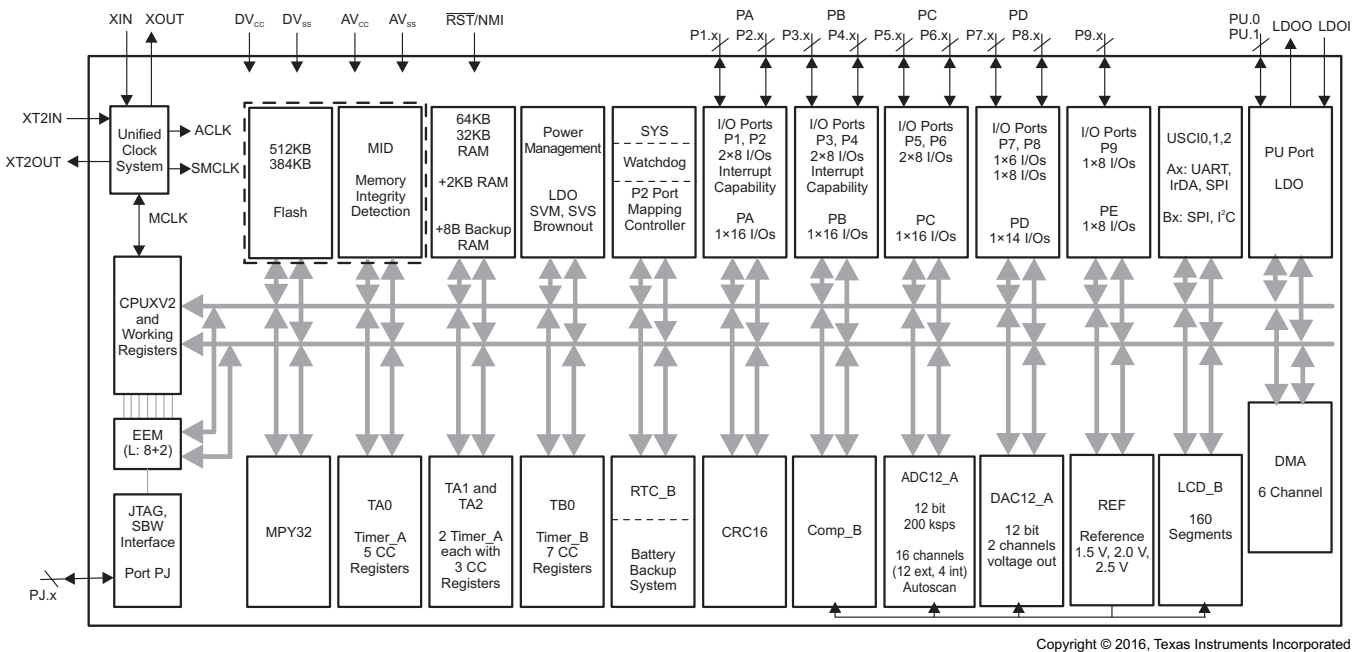 XIN XOUT DVCC DVSS AVCC AVSS RST/NMI
PA PB PC PD
P1.x P2.x P3.x P4.x P5.x P6.x P7.x P8.x P9.x
PU.0
PU.1
LDOO LDOI
XT2IN
XT2OUT
Unified
Clock
System
ACLK
SMCLK
MCLK
512KB
384KB
Flash
MID
Memory
Integrity
Detection
64KB
32KB
RAM
+2KB RAM
+8B Backup
RAM
Power
Management
LDO
SVM, SVS
Brownout
SYS
Watchdog
P2 Port
Mapping
Controller
I/O Ports
P1, P2
2×8 I/Os
Interrupt
Capability
PA
1×16 I/Os
I/O Ports
P3, P4
2×8 I/Os
Interrupt
Capability
PB
1×16 I/Os
I/O Ports
P5, P6
2×8 I/Os
PC
1×16 I/Os
I/O Ports
P7, P8
1×6 I/Os
1×8 I/Os
PD
1×14 I/Os
I/O Ports
P9
1×8 I/Os
PE
1×8 I/Os
USCI0,1,2
Ax: UART,
IrDA, SPI
Bx: SPI, I²C
PU Port
LDO
CPUXV2
and
Working
Registers
EEM
(L: 8+2)
JTAG,
SBW
Interface
Port PJ
PJ.x
MPY32
TA0
Timer_A
5 CC
Registers
TA1 and
TA2
2 Timer_A
each with
3 CC
Registers
TB0
Timer_B
7 CC
Registers
RTC_B
Battery
Backup
System
CRC16
Comp_B
ADC12_A
12 bit
200 ksps
16 channels
(12 ext, 4 int)
Autoscan
DAC12_A
12 bit
2 channels
voltage out
REF
Reference
1.5 V, 2.0 V,
2.5 V
LCD_B
160
Segments
DMA
6 Channel
Copyright © 2016, Texas Instruments Incorporated